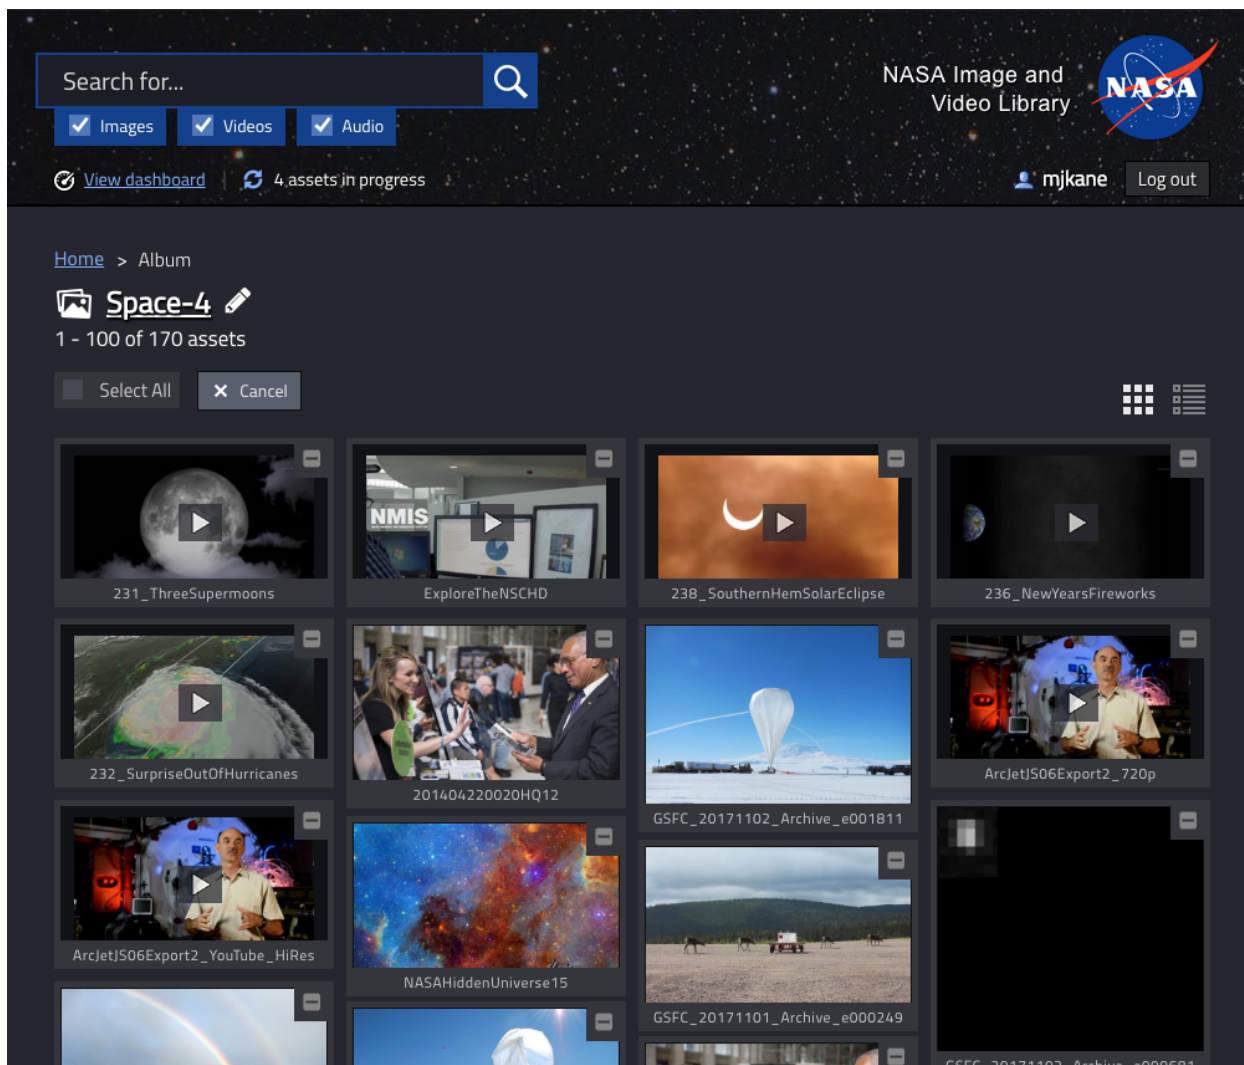 Search for...
NASA Image and
Video Library
NASA
Images
Videos
Audio
View dashboard
4 assets in progress
mjkane
Log out
Home > Album
Space-4
1 - 100 of 170 assets
Select All
Cancel
NMIS
231_ThreeSupermoons
ExploreTheNSCHD
238_SouthernHemSolarEclipse
236_NewYearsFireworks
232_SurpriseOutOfHurricanes
201404220020HQ12
GSFC_20171102_Archive_e001811
ArcJetJS06Export2_720p
ArcJetJS06Export2_YouTube_HiRes
NASAHiddenUniverse15
GSFC_20171101_Archive_e000249